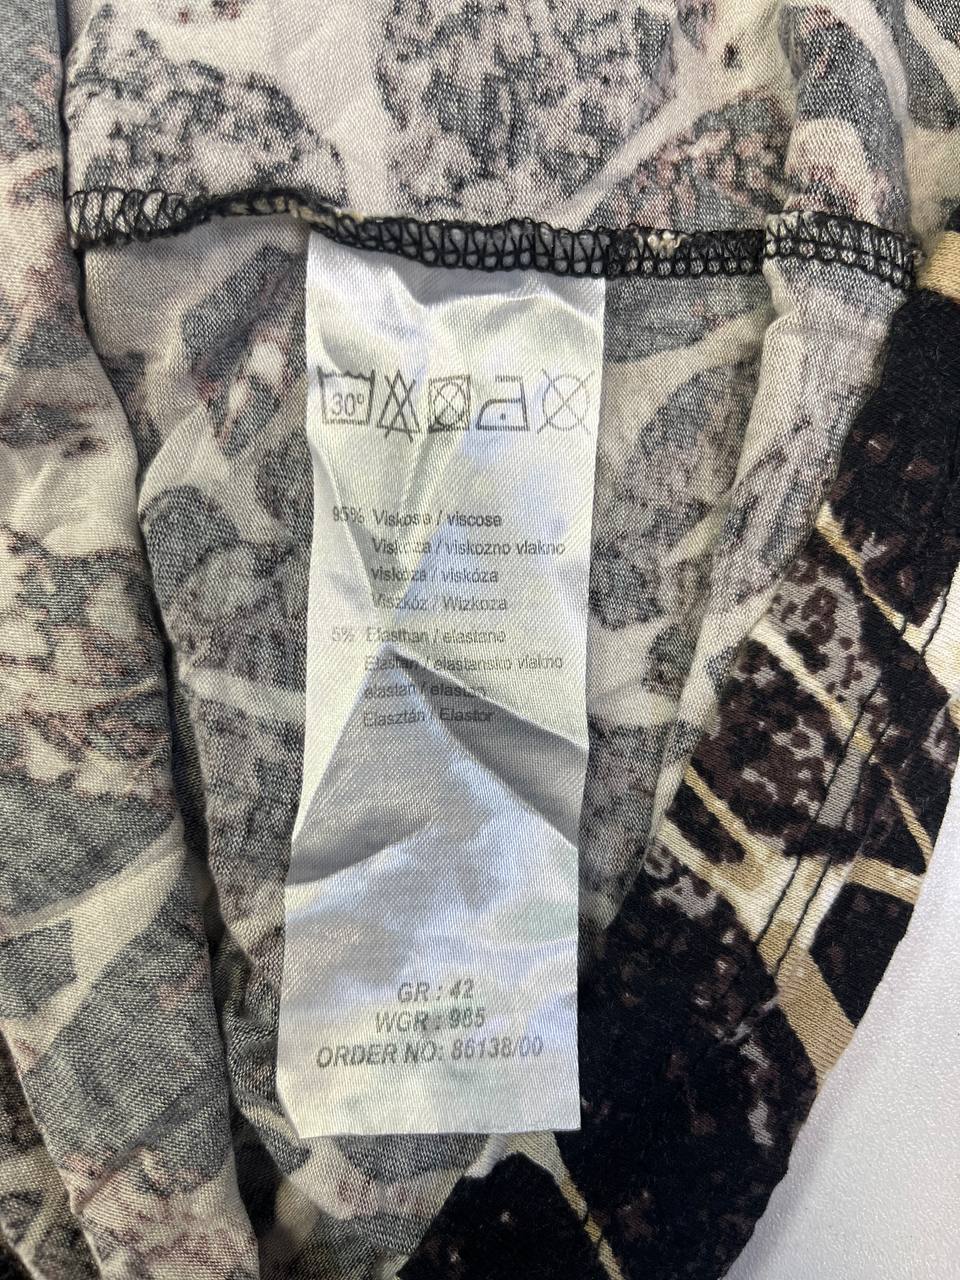 30°
95% Viskose / viscose
Viskoza / viskozno vlakno
viskóza / viskóza
Viszkóz / Wizkoza
5% Elasthan / elastane
Elastan / elastansko vlakno
elastan / elastan
Elasztán / Elastor
GR : 42
WGR : 965
ORDER NO: 86138/00